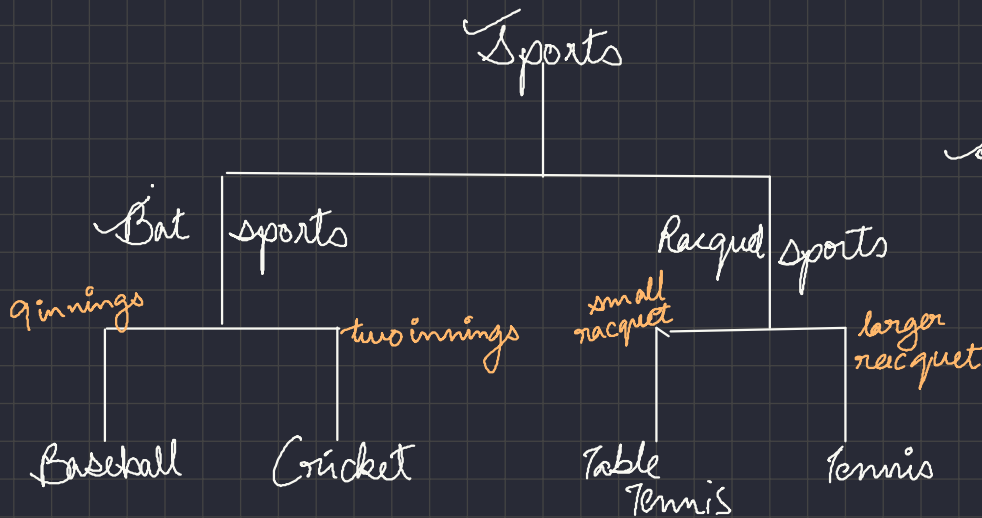 Sports
Bat sports
Racquet sports
9 innings
two innings
small
racquet
larger
racquet
Baseball
Cricket
Table
Tennis
Tennis